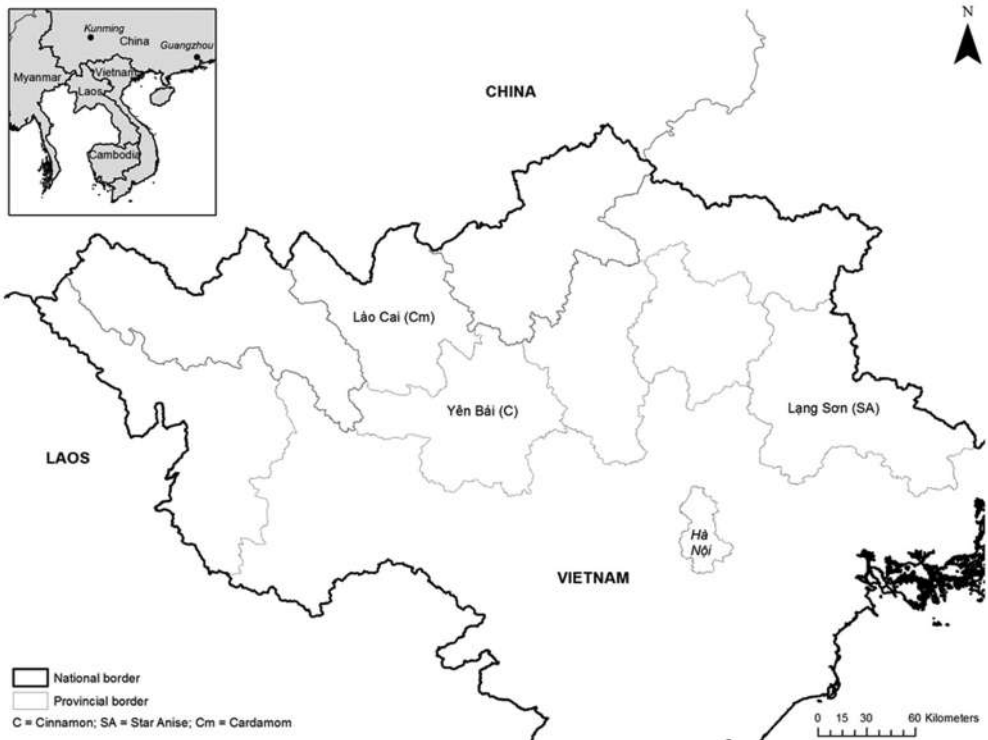 Kunming
China
Guangzhou
Myanmar
Vietnam
Laos
Cambodia
N
CHINA
Lào Cai (Cm)
Yên Bái (C)
Lạng Sơn (SA)
LAOS
Hà
Nội
VIETNAM
National border
Provincial border
C = Cinnamon; SA = Star Anise; Cm = Cardamom
0 15 30 60 Kilometers